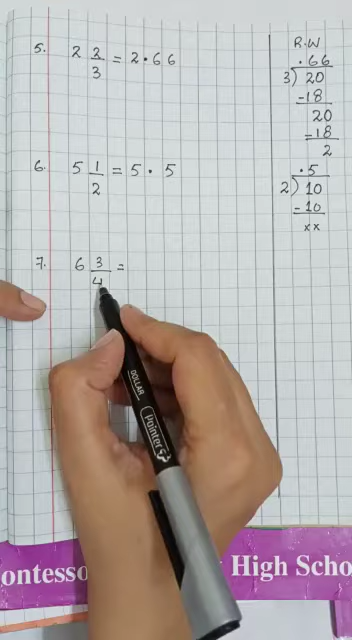 5. 2 2/3 = 2.66
6. 5 1/2 = 5.5
7. 6 3/4 =
R.W
.66
3) 20
-18
20
-18
2
.5
2) 10
-10
xx
DOLLAR
Pointer
ontesso
High Scho